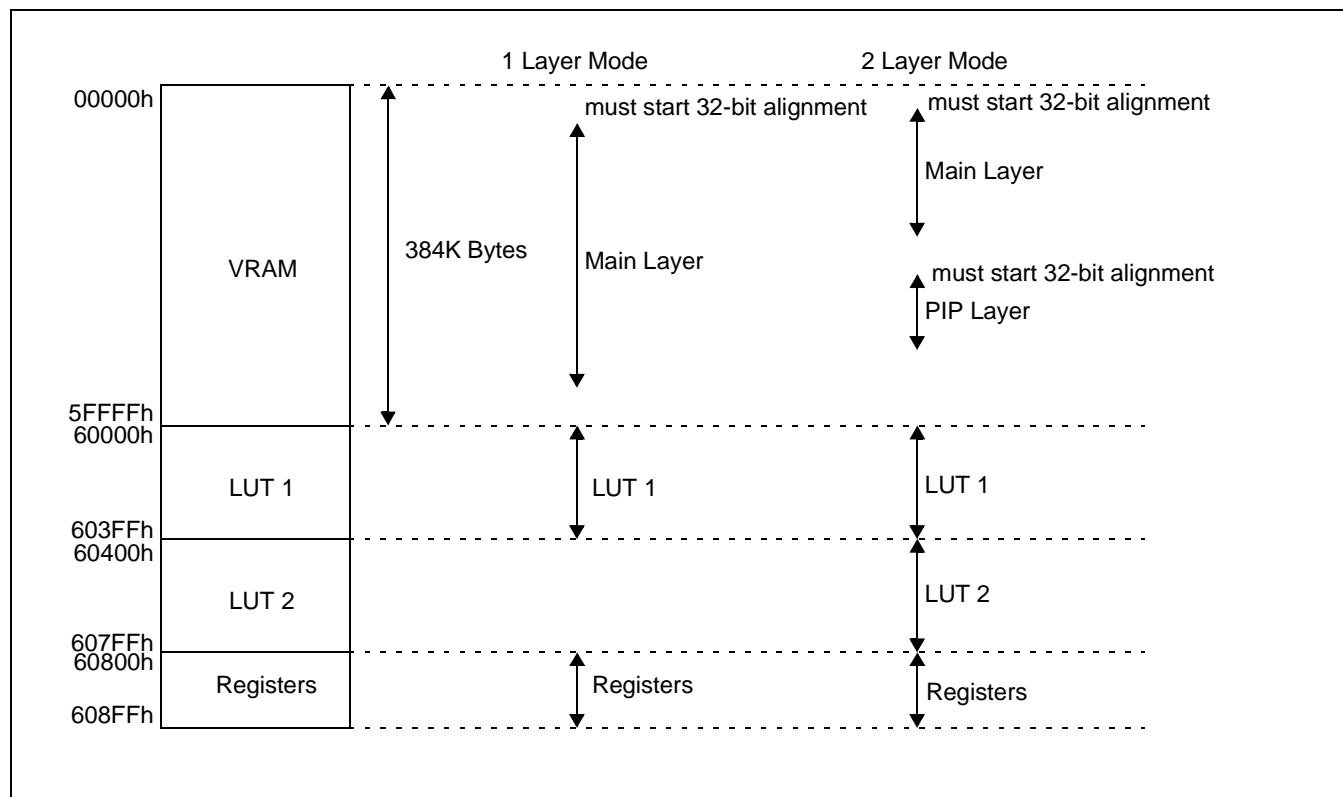 1 Layer Mode
2 Layer Mode
00000h
must start 32-bit alignment
must start 32-bit alignment
Main Layer
VRAM
384K Bytes
Main Layer
must start 32-bit alignment
PIP Layer
5FFFFh
60000h
LUT 1
LUT 1
LUT 1
603FFh
60400h
LUT 2
LUT 2
607FFh
60800h
Registers
Registers
Registers
608FFh